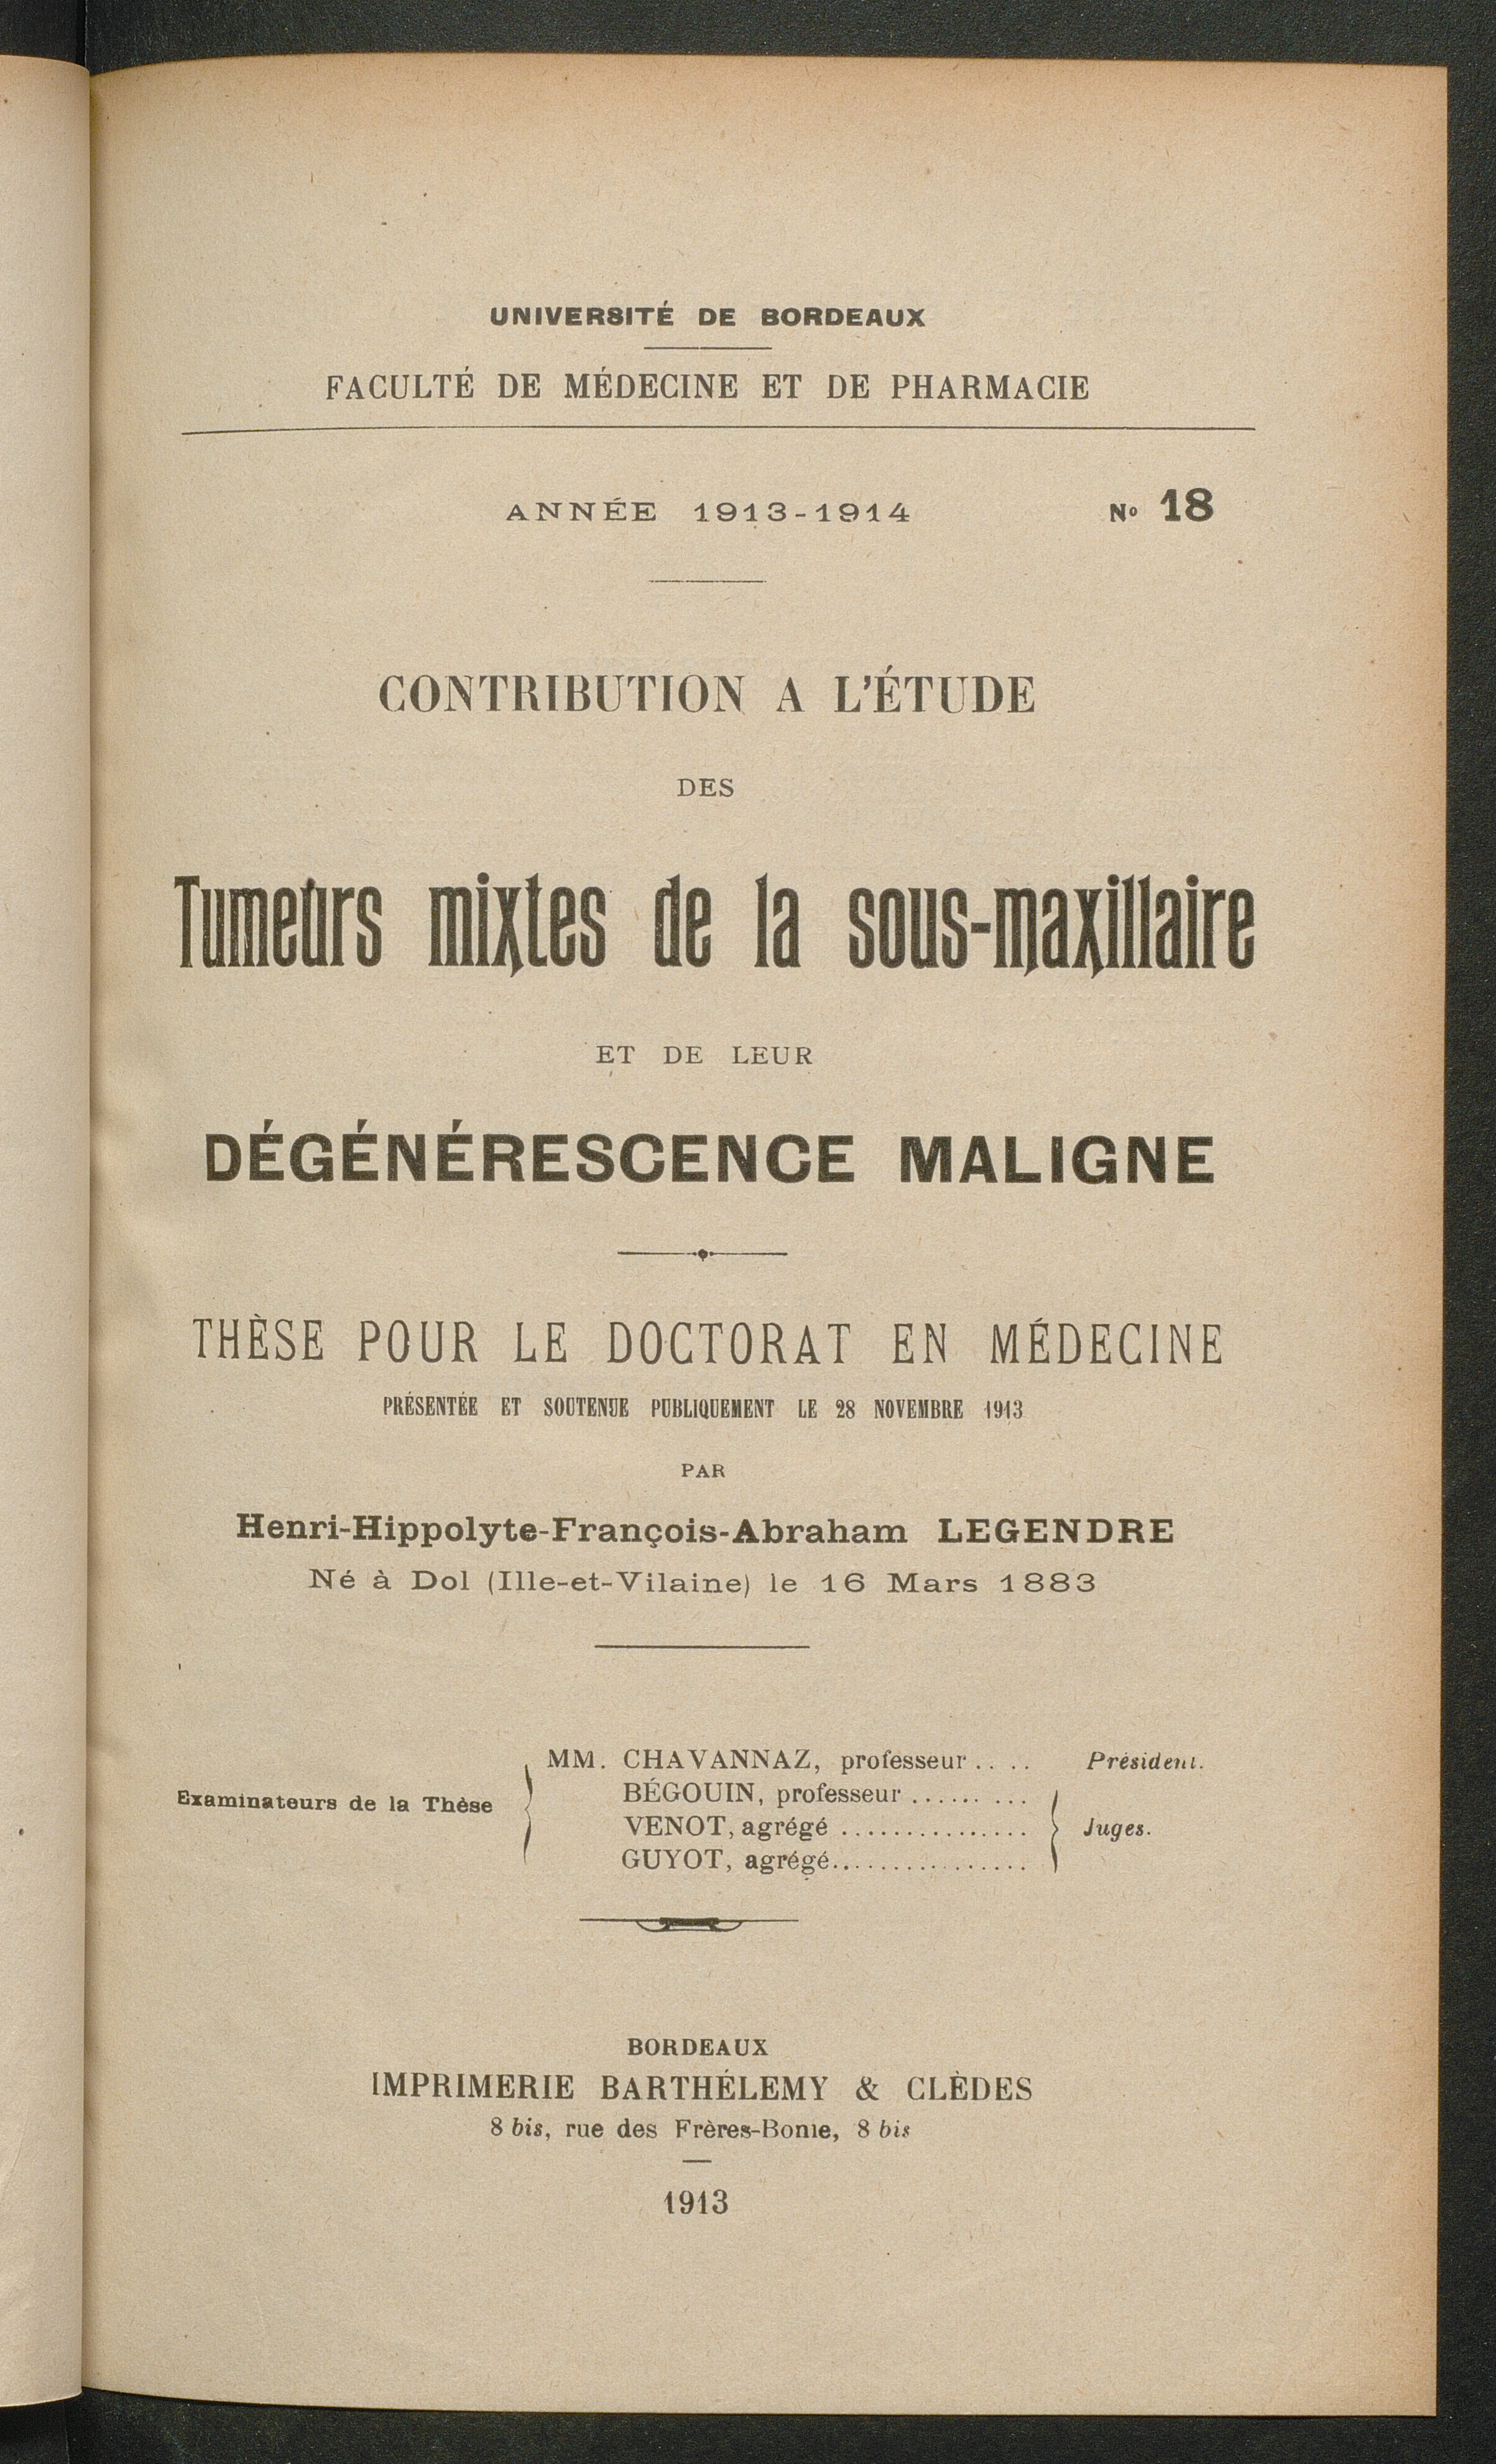 UNIVERSITÉ DE BORDEAUX
FACULTÉ DE MÉDECINE ET DE PHARMACIE
ANNÉE 1913-1914 No 18
CONTRIBUTION A L'ÉTUDE
DES
Tumeurs mixtes de la sous-maxillaire
ET DE LEUR
DÉGÉNÉRESCENCE MALIGNE
THÈSE POUR LE DOCTORAT EN MÉDECINE
PRÉSENTÉE ET SOUTENUE PUBLIQUEMENT LE 28 NOVEMBRE 1913
PAR
Henri-Hippolyte-François-Abraham LEGENDRE
Né à Dol (Ille-et-Vilaine) le 16 Mars 1883
MM. CHAVANNAZ, professeur .. .. Président.
Examinateurs de la Thèse
BÉGOUIN, professeur ...... ...
VENOT, agrégé ............... Juges.
GUYOT, agrégé................
BORDEAUX
IMPRIMERIE BARTHÉLEMY & CLÈDES
8 bis, rue des Frères-Bonie, 8 bis
1913